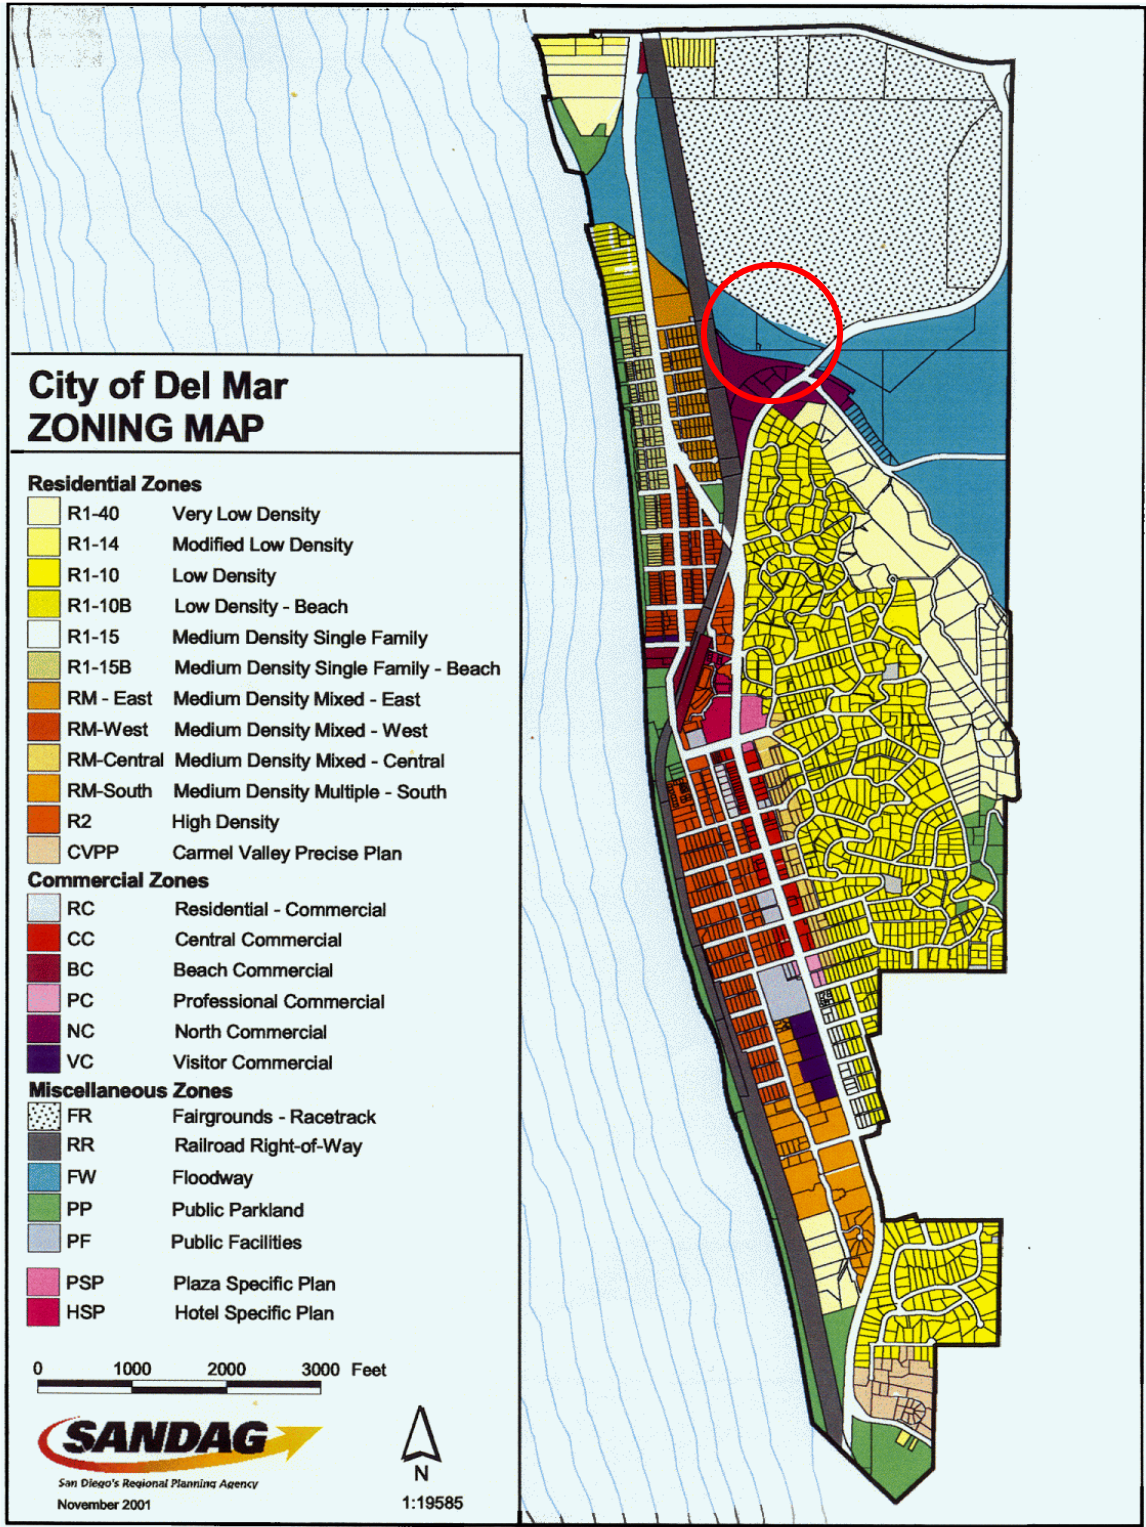 City of Del Mar
ZONING MAP
Residential Zones
R1-40 Very Low Density
R1-14 Modified Low Density
R1-10 Low Density
R1-10B Low Density - Beach
R1-15 Medium Density Single Family
R1-15B Medium Density Single Family - Beach
RM - East Medium Density Mixed - East
RM-West Medium Density Mixed - West
RM-Central Medium Density Mixed - Central
RM-South Medium Density Multiple - South
R2 High Density
CVPP Carmel Valley Precise Plan
Commercial Zones
RC Residential - Commercial
CC Central Commercial
BC Beach Commercial
PC Professional Commercial
NC North Commercial
VC Visitor Commercial
Miscellaneous Zones
FR Fairgrounds - Racetrack
RR Railroad Right-of-Way
FW Floodway
PP Public Parkland
PF Public Facilities
PSP Plaza Specific Plan
HSP Hotel Specific Plan
0 1000 2000 3000 Feet
SANDAG
San Diego's Regional Planning Agency
November 2001
N
1:19585